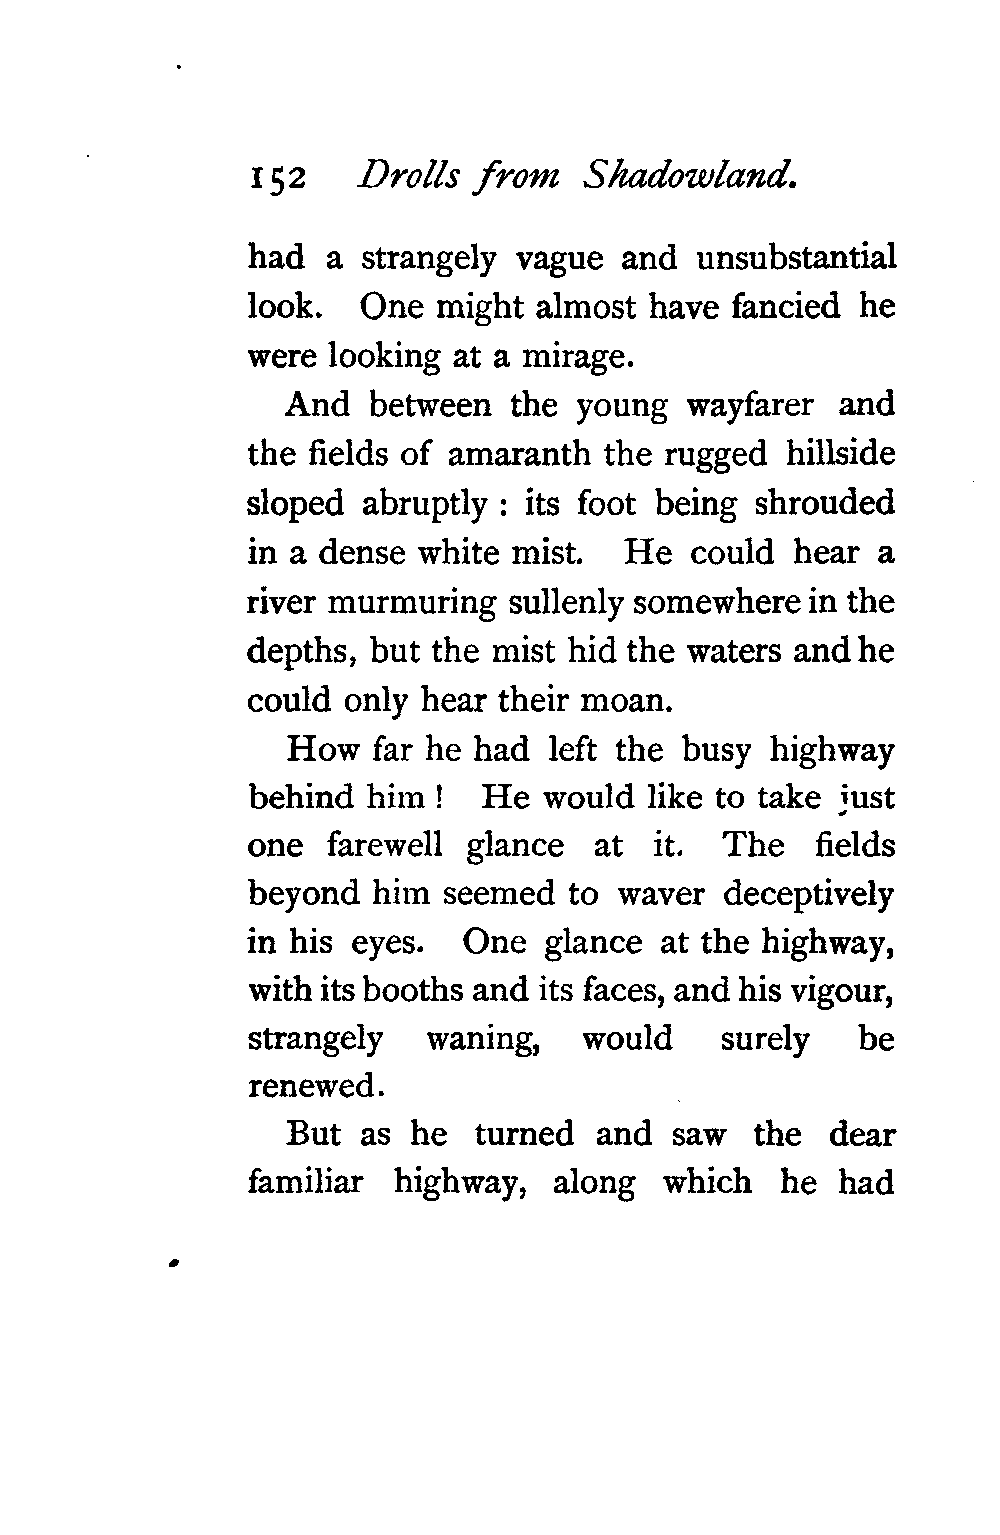 152 Drolls from Shadowland.
had a strangely vague and unsubstantial
look. One might almost have fancied he
were looking at a mirage.
And between the young wayfarer and
the fields of amaranth the rugged hillside
sloped abruptly : its foot being shrouded
in a dense white mist. He could hear a
river murmuring sullenly somewhere in the
depths, but the mist hid the waters and he
could only hear their moan.
How far he had left the busy highway
behind him ! He would like to take just
one farewell glance at it. The fields
beyond him seemed to waver deceptively
in his eyes. One glance at the highway,
with its booths and its faces, and his vigour,
strangely waning, would surely be
renewed.
But as he turned and saw the dear
familiar highway, along which he had